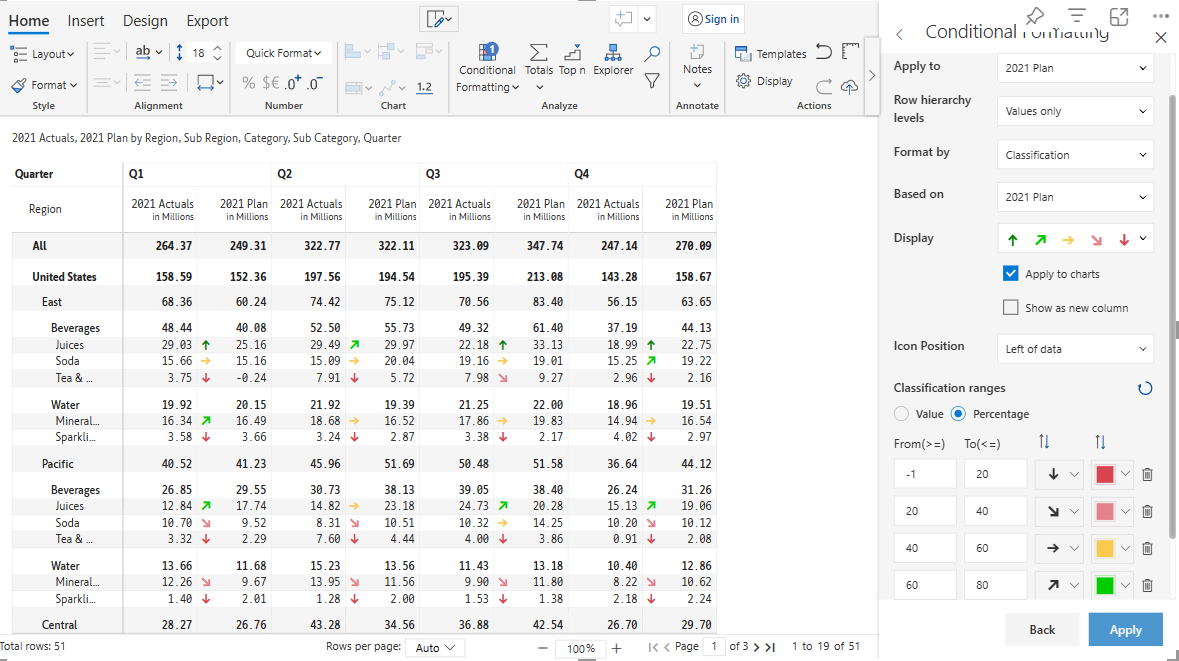 Home Insert Design Export
Sign in
Layout
Format
Style
ab 18
Alignment
Quick Format
% $€ .0+ .0-
Number
1.2
Chart
1
Conditional
Formatting
Totals Top n Explorer
Analyze
Notes
Annotate
Templates
Display
Actions
2021 Actuals, 2021 Plan by Region, Sub Region, Category, Sub Category, Quarter
Quarter Q1 Q2 Q3 Q4
Region 2021 Actuals 2021 Plan 2021 Actuals 2021 Plan 2021 Actuals 2021 Plan 2021 Actuals 2021 Plan
in Millions in Millions in Millions in Millions in Millions in Millions in Millions in Millions
All 264.37 249.31 322.77 322.11 323.09 347.74 247.14 270.09
United States 158.59 152.36 197.56 194.54 195.39 213.08 143.28 158.67
East 68.36 60.24 74.42 75.12 70.56 83.40 56.15 63.65
Beverages 48.44 40.08 52.50 55.73 49.32 61.40 37.19 44.13
Juices 29.03 ↑ 25.16 29.49 ↗ 29.97 22.18 ↑ 33.13 18.99 ↑ 22.75
Soda 15.66 → 15.16 15.09 → 20.04 19.16 → 19.01 15.25 ↗ 19.22
Tea & ... 3.75 ↓ -0.24 7.91 ↓ 5.72 7.98 ↘ 9.27 2.96 ↓ 2.16
Water 19.92 20.15 21.92 19.39 21.25 22.00 18.96 19.51
Mineral... 16.34 ↗ 16.49 18.68 → 16.52 17.86 → 19.83 14.94 → 16.54
Sparkli... 3.58 ↓ 3.66 3.24 ↓ 2.87 3.38 ↓ 2.17 4.02 ↓ 2.97
Pacific 40.52 41.23 45.96 51.69 50.48 51.58 36.64 44.12
Beverages 26.85 29.55 30.73 38.13 39.05 38.40 26.24 31.26
Juices 12.84 ↗ 17.74 14.82 → 23.18 24.73 ↗ 20.28 15.13 ↗ 19.06
Soda 10.70 ↘ 9.52 8.31 ↘ 10.51 10.32 → 14.25 10.20 ↘ 10.12
Tea & ... 3.32 ↓ 2.29 7.60 ↓ 4.44 4.00 ↓ 3.86 0.91 ↓ 2.08
Water 13.66 11.68 15.23 13.56 11.43 13.18 10.40 12.86
Mineral... 12.26 ↘ 9.67 13.95 ↘ 11.56 9.90 ↘ 11.80 8.22 ↘ 10.62
Sparkli... 1.40 ↓ 2.01 1.28 ↓ 2.00 1.53 ↓ 1.38 2.18 ↓ 2.24
Central 28.27 26.76 43.28 34.56 36.88 42.54 26.70 29.70
Total rows: 51 Rows per page: Auto 100% Page 1 of 3 1 to 19 of 51
Conditional Formatting
Apply to 2021 Plan
Row hierarchy
levels Values only
Format by Classification
Based on 2021 Plan
Display ↑ ↗ → ↘ ↓
Apply to charts
Show as new column
Icon Position Left of data
Classification ranges
Value Percentage
From(>=) To(<=)
-1 20 ↓
20 40 ↘
40 60 →
60 80 ↗
Back Apply